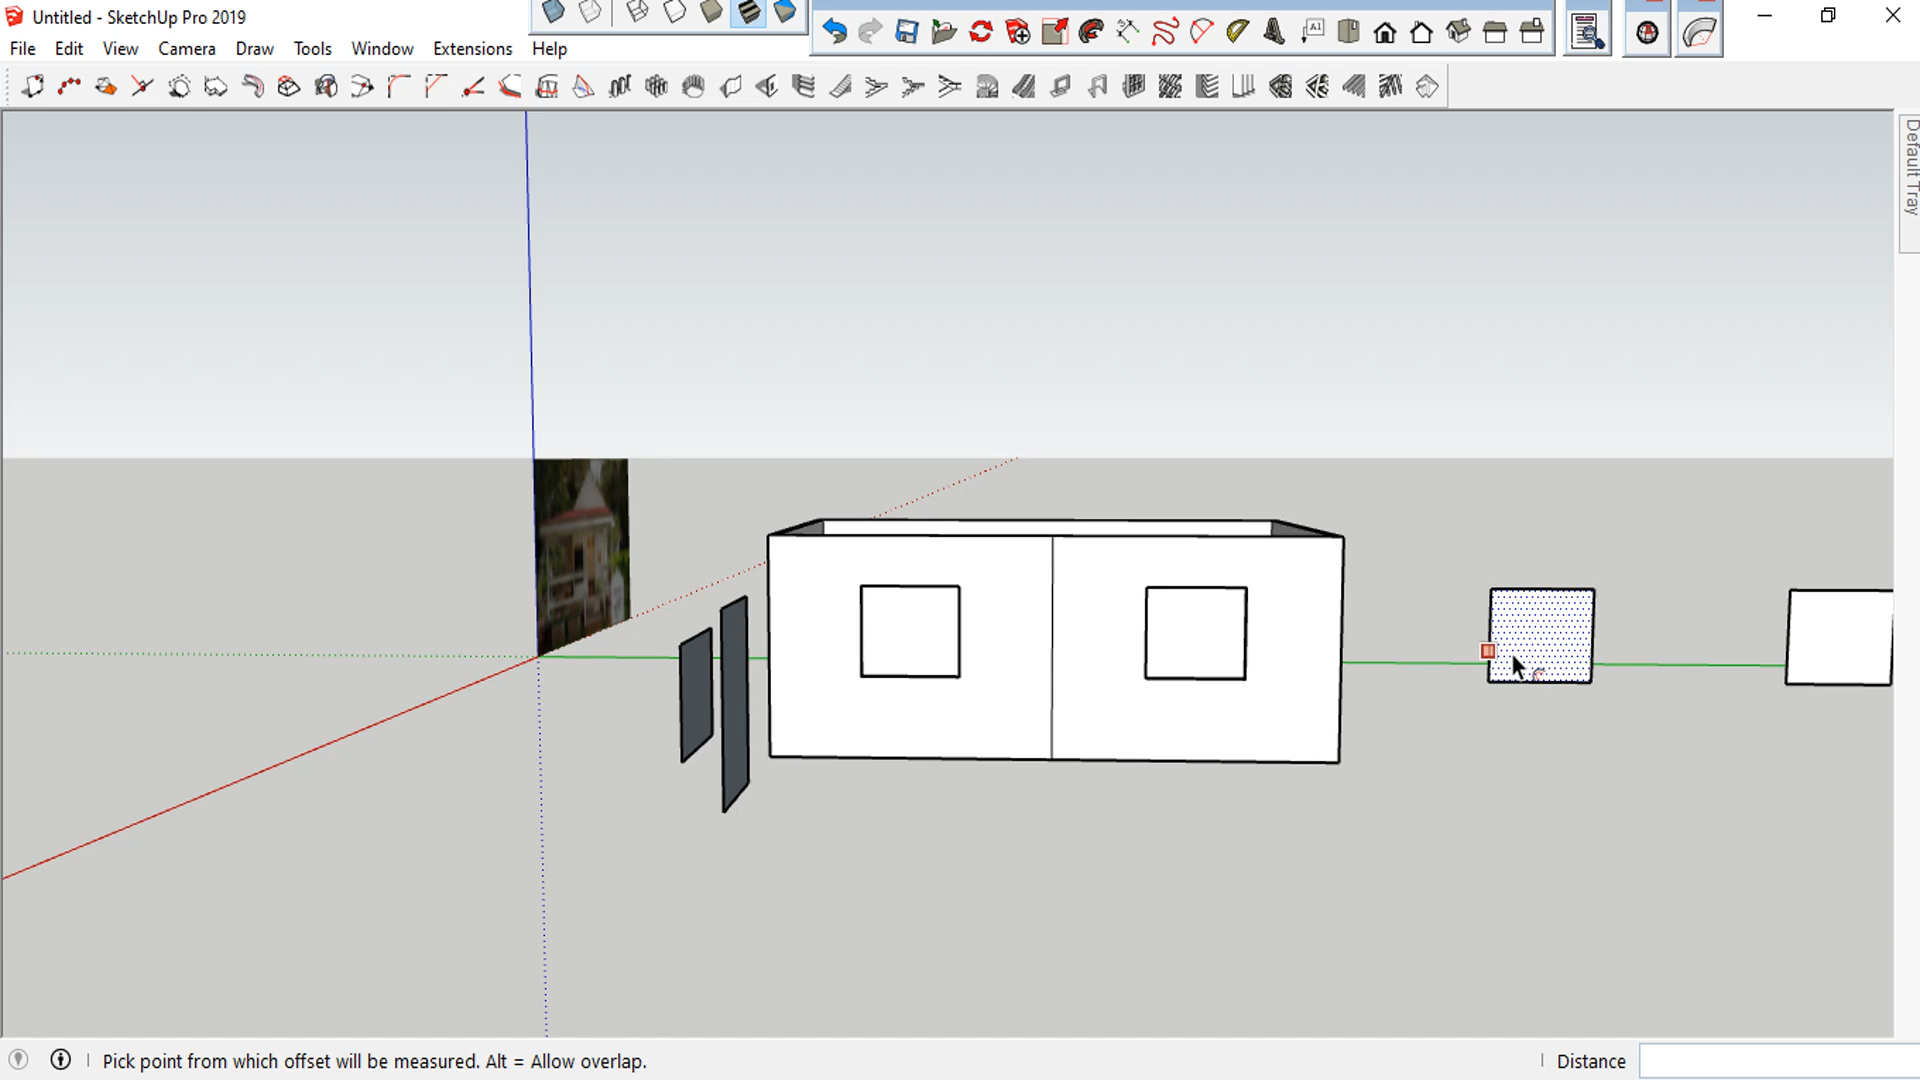 Untitled - SketchUp Pro 2019
File Edit View Camera Draw Tools Window Extensions Help
A1
Default Tray
Pick point from which offset will be measured. Alt = Allow overlap.
Distance